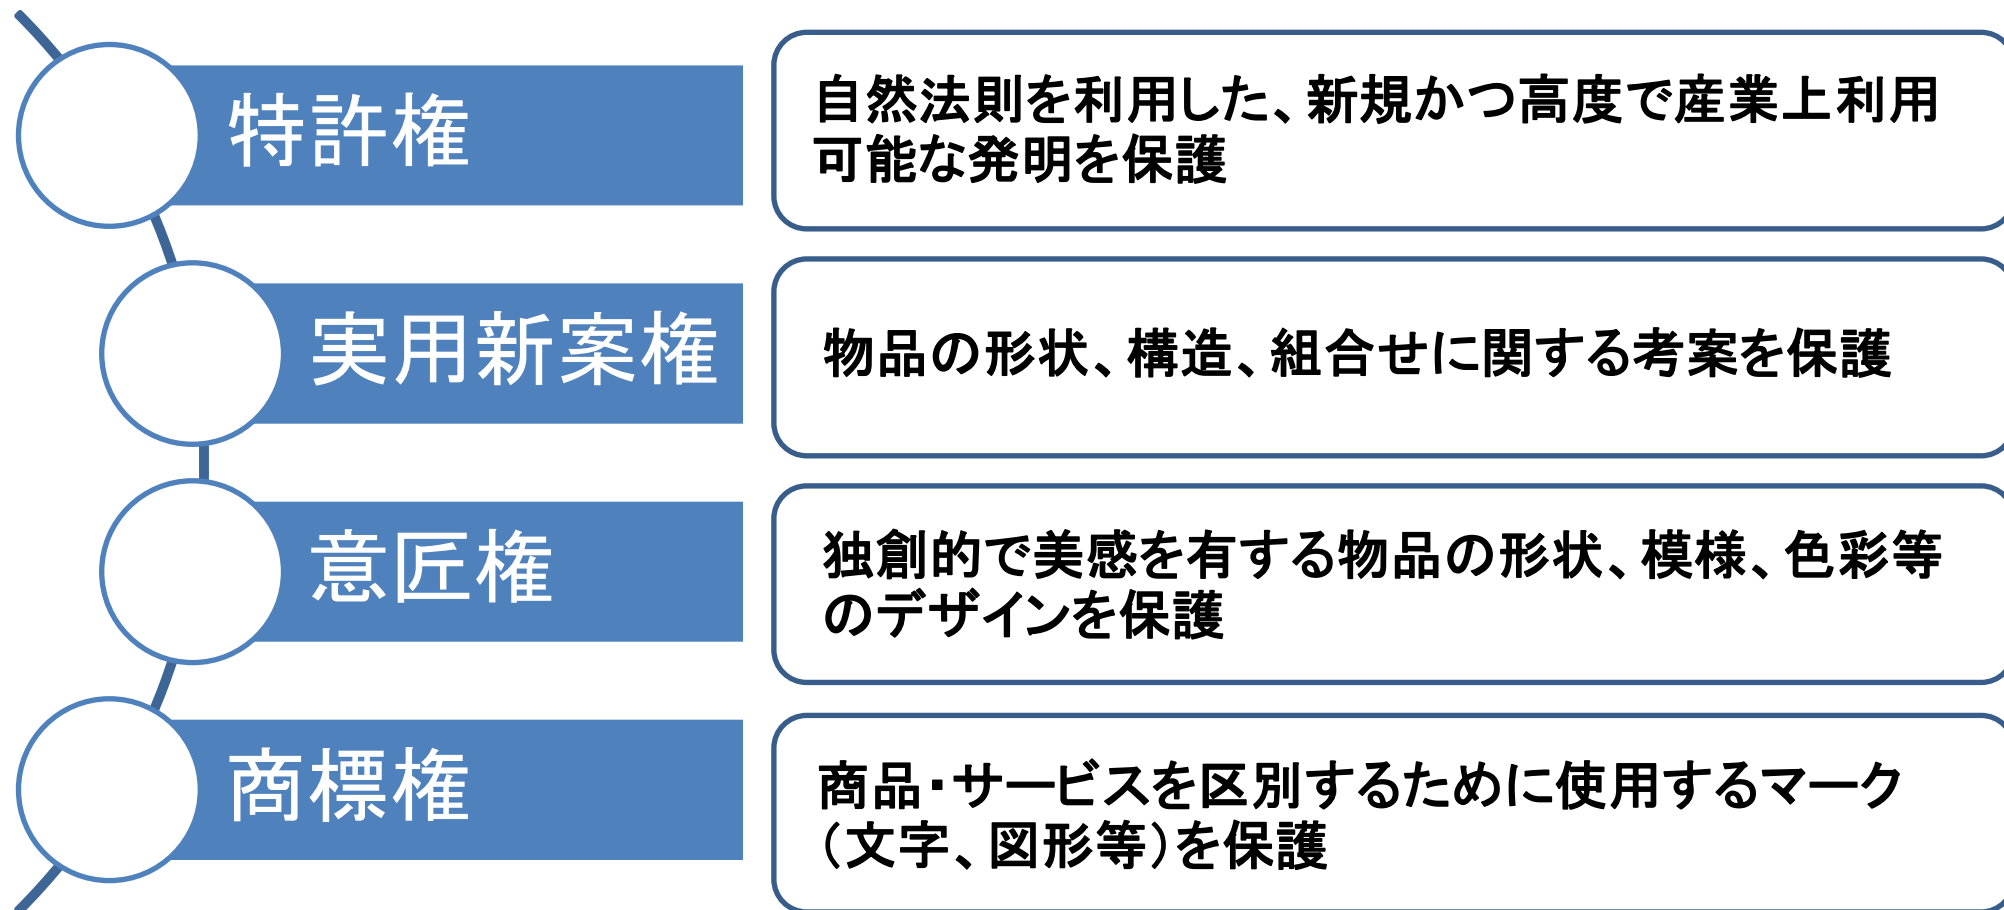 特許権
自然法則を利用した、新規かつ高度で産業上利用
可能な発明を保護
実用新案権
物品の形状、構造、組合せに関する考案を保護
意匠権
独創的で美感を有する物品の形状、模様、色彩等
のデザインを保護
商標権
商品・サービスを区別するために使用するマーク
（文字、図形等）を保護